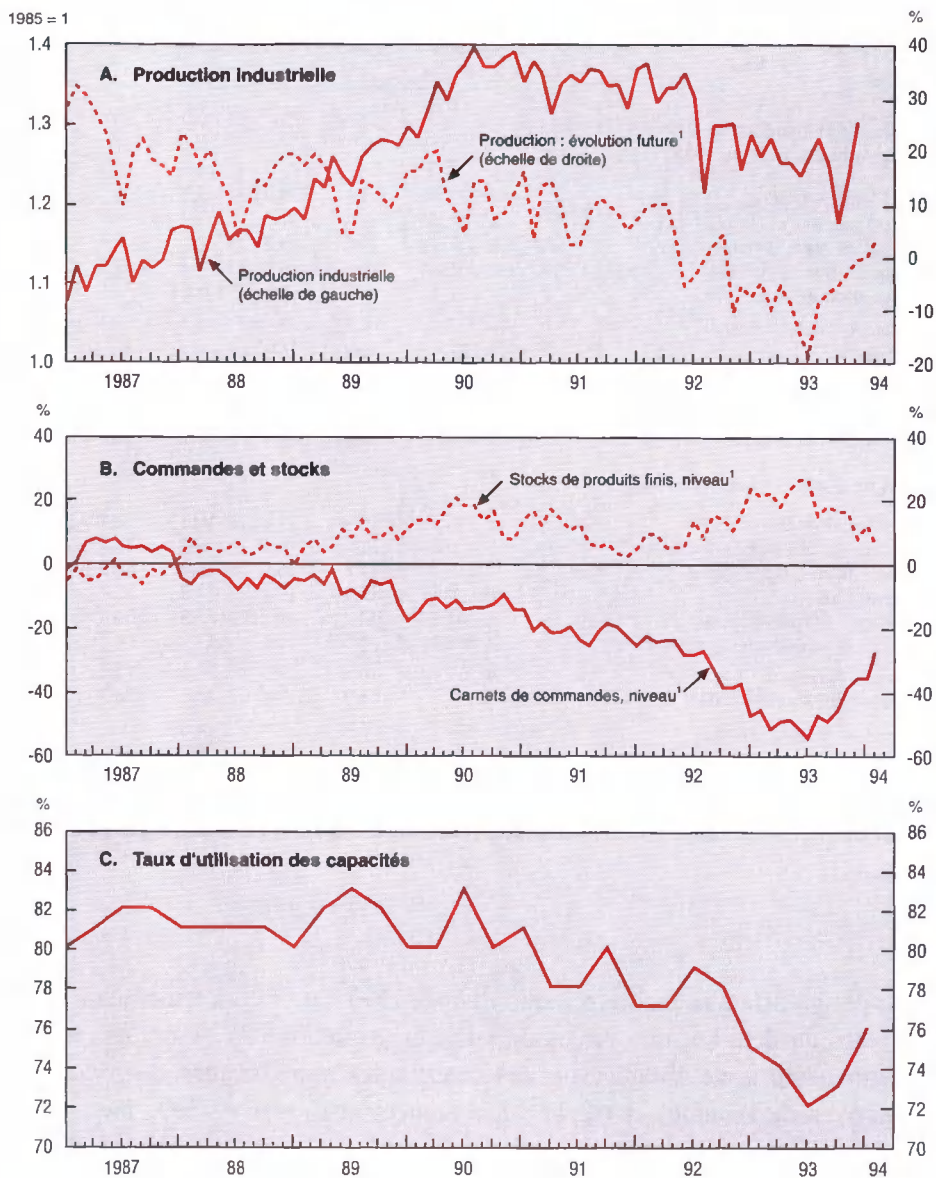 1985 = 1
%
1.4
40
A. Production industrielle
30
1.3
20
Production : évolution future¹
(échelle de droite)
1.2
10
Production industrielle
(échelle de gauche)
0
1.1
-10
1.0
-20
1987 88 89 90 91 92 93 94
% %
40 40
B. Commandes et stocks
Stocks de produits finis, niveau¹
20 20
0 0
-20 -20
-40 -40
Carnets de commandes, niveau¹
-60 -60
1987 88 89 90 91 92 93 94
% %
86 86
C. Taux d'utilisation des capacités
84 84
82 82
80 80
78 78
76 76
74 74
72 72
70 70
1987 88 89 90 91 92 93 94